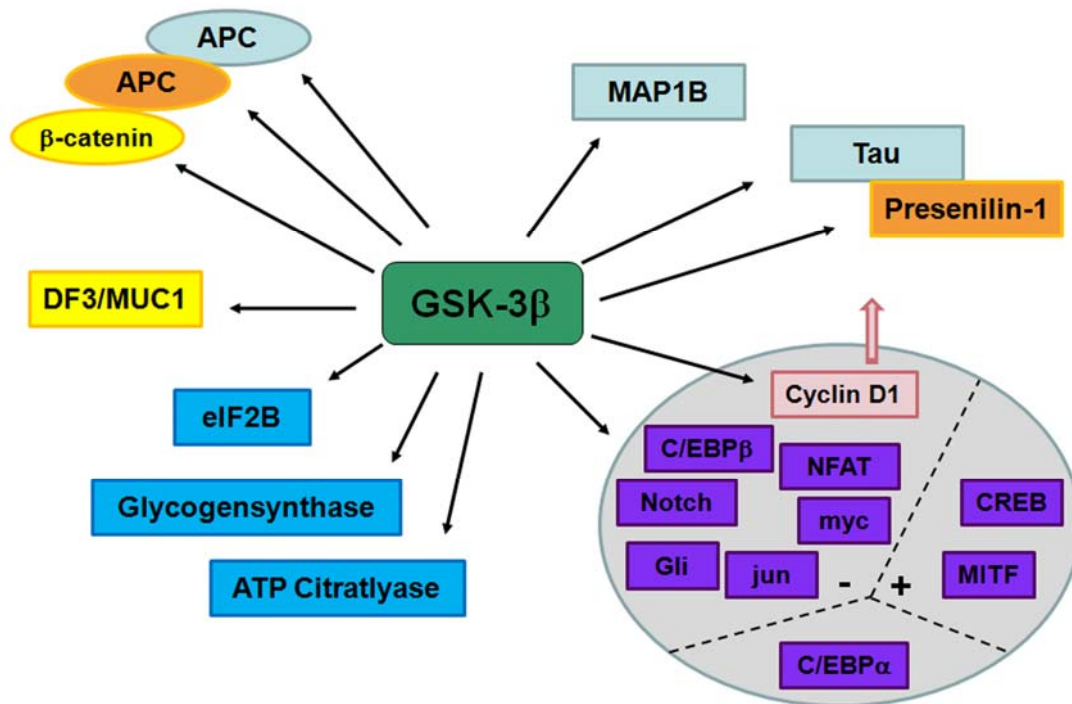 APC
APC
β-catenin
MAP1B
Tau
Presenilin-1
DF3/MUC1
GSK-3β
eIF2B
Glycogensynthase
ATP Citratlyase
Cyclin D1
C/EBPβ
NFAT
Notch
myc
CREB
Gli
jun
-
+
MITF
C/EBPα